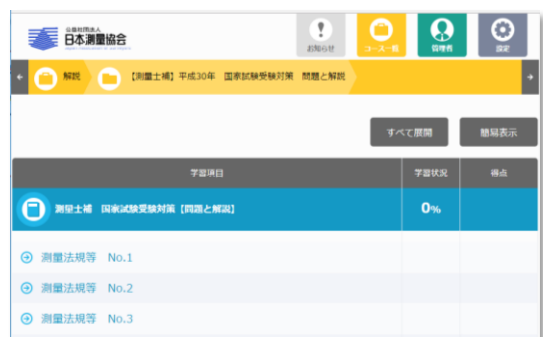 公益社団法人
日本測量協会
お知らせ
コース一覧
管理者
設定
解説
【測量士補】平成30年 国家試験受験対策 問題と解説
すべて展開
簡易表示
学習項目
学習状況
得点
測量士補 国家試験受験対策【問題と解説】
0%
測量法規等 No.1
測量法規等 No.2
測量法規等 No.3